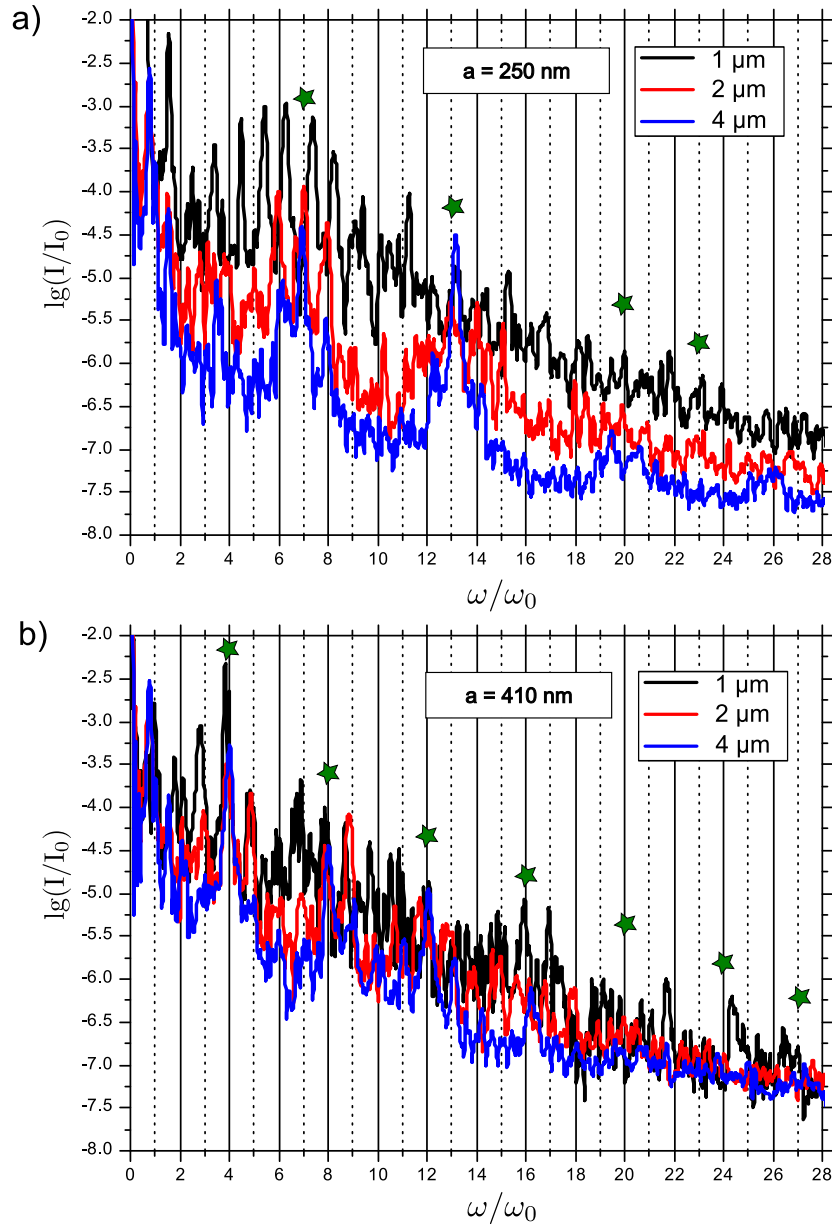 a)
lg(I/I₀)
-2.0
-2.5
-3.0
-3.5
-4.0
-4.5
-5.0
-5.5
-6.0
-6.5
-7.0
-7.5
-8.0
a = 250 nm
1 µm
2 µm
4 µm
0 2 4 6 8 10 12 14 16 18 20 22 24 26 28
ω/ω₀
b)
lg(I/I₀)
-2.0
-2.5
-3.0
-3.5
-4.0
-4.5
-5.0
-5.5
-6.0
-6.5
-7.0
-7.5
-8.0
a = 410 nm
1 µm
2 µm
4 µm
0 2 4 6 8 10 12 14 16 18 20 22 24 26 28
ω/ω₀